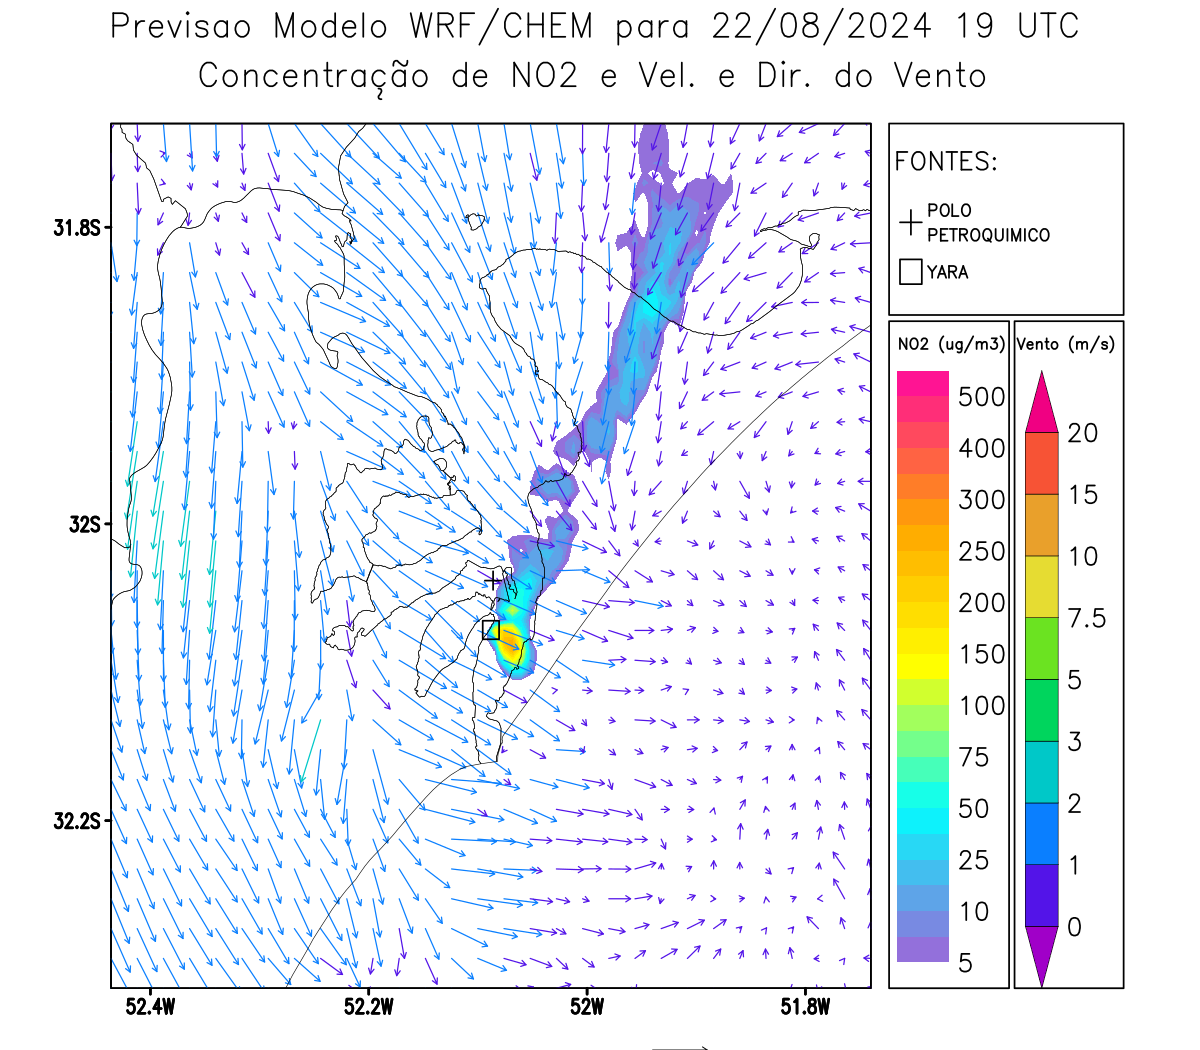 Previsao Modelo WRF/CHEM para 22/08/2024 19 UTC
Concentração de NO2 e Vel. e Dir. do Vento
FONTES:
POLO
PETROQUIMICO
YARA
NO2 (ug/m3)
500
400
300
250
200
150
100
75
50
25
10
5
Vento (m/s)
20
15
10
7.5
5
3
2
1
0
31.8S
32S
32.2S
52.4W
52.2W
52W
51.8W